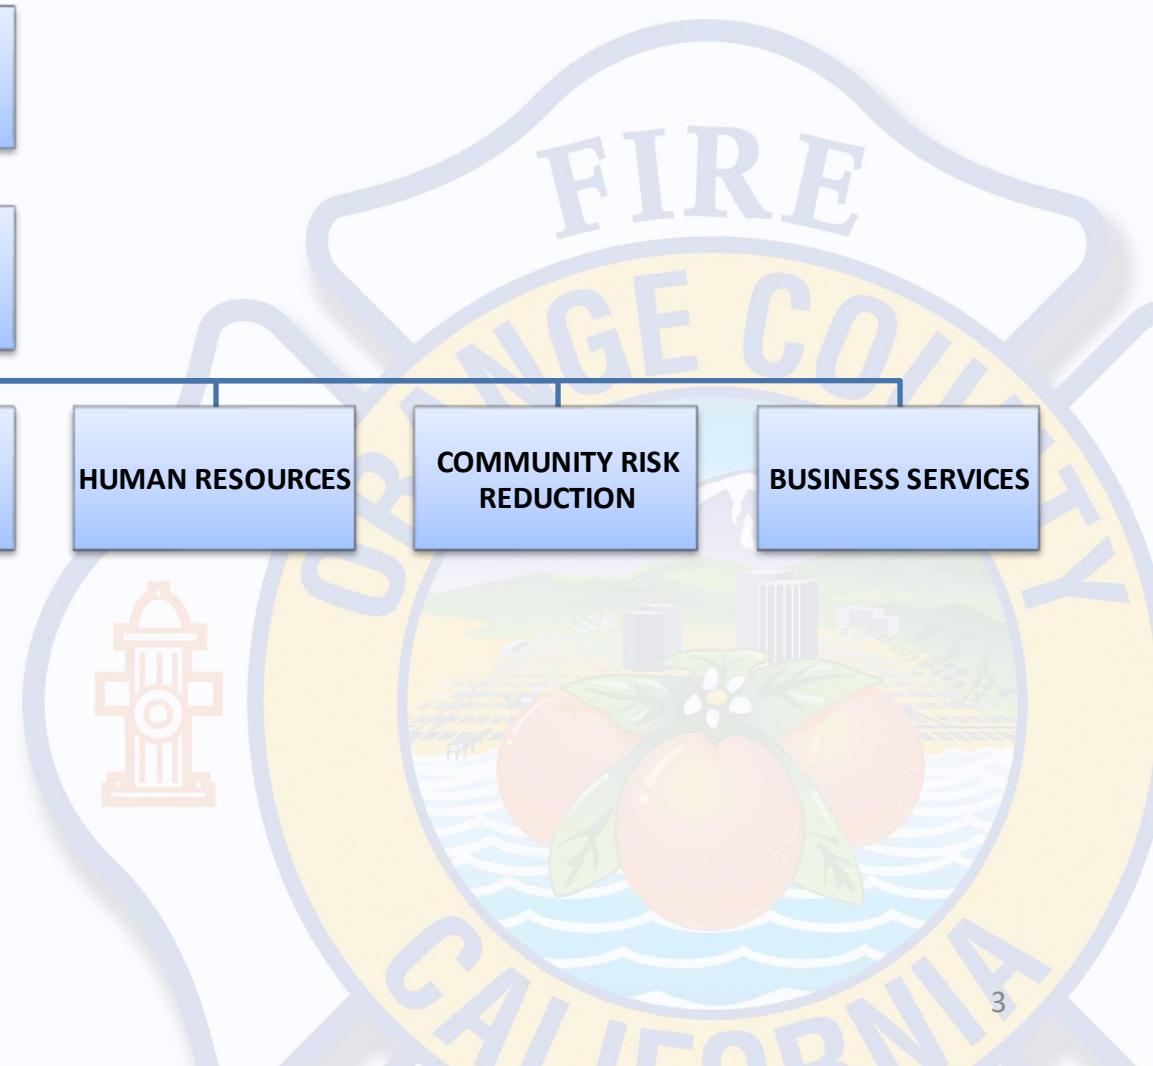 FIRE
ORANGE COUNTY
HUMAN RESOURCES
COMMUNITY RISK
REDUCTION
BUSINESS SERVICES
CALIFORNIA
3